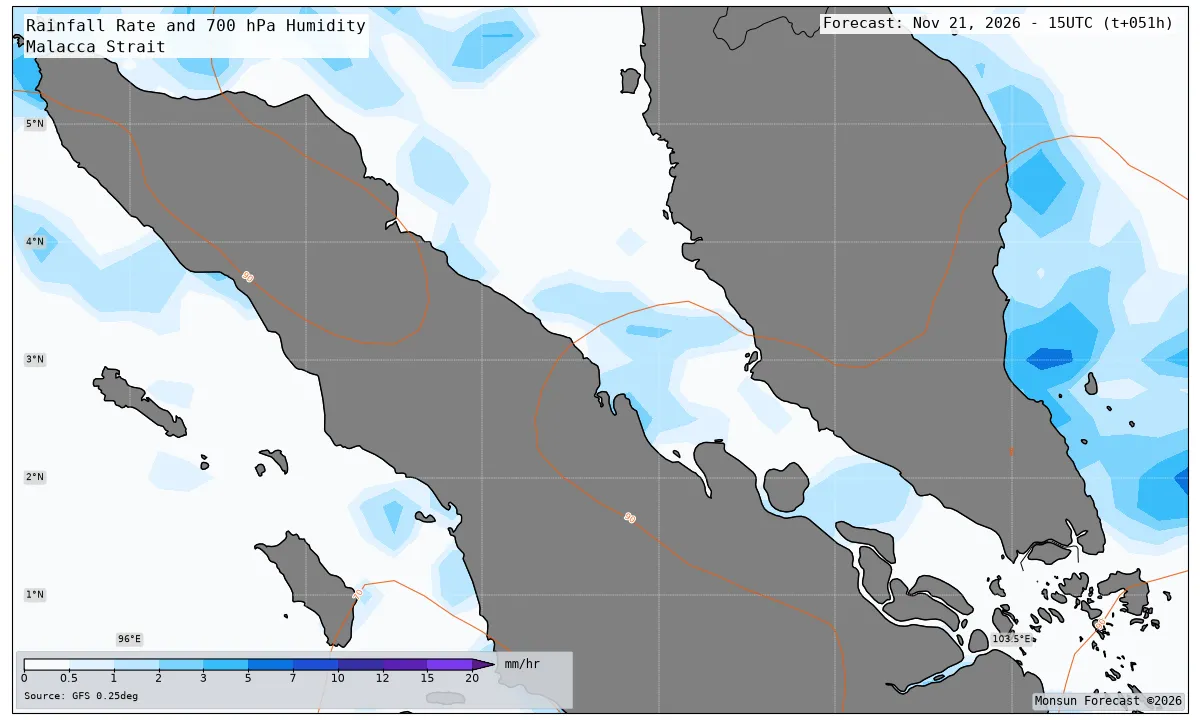 Rainfall Rate and 700 hPa Humidity
Malacca Strait
Forecast: Nov 21, 2026 - 15UTC (t+051h)
5°N
4°N
90
3°N
2°N
90
1°N
70
96°E
103.5°E
mm/hr
0 0.5 1 2 3 5 7 10 12 15 20
Source: GFS 0.25deg
Monsun Forecast ©2026